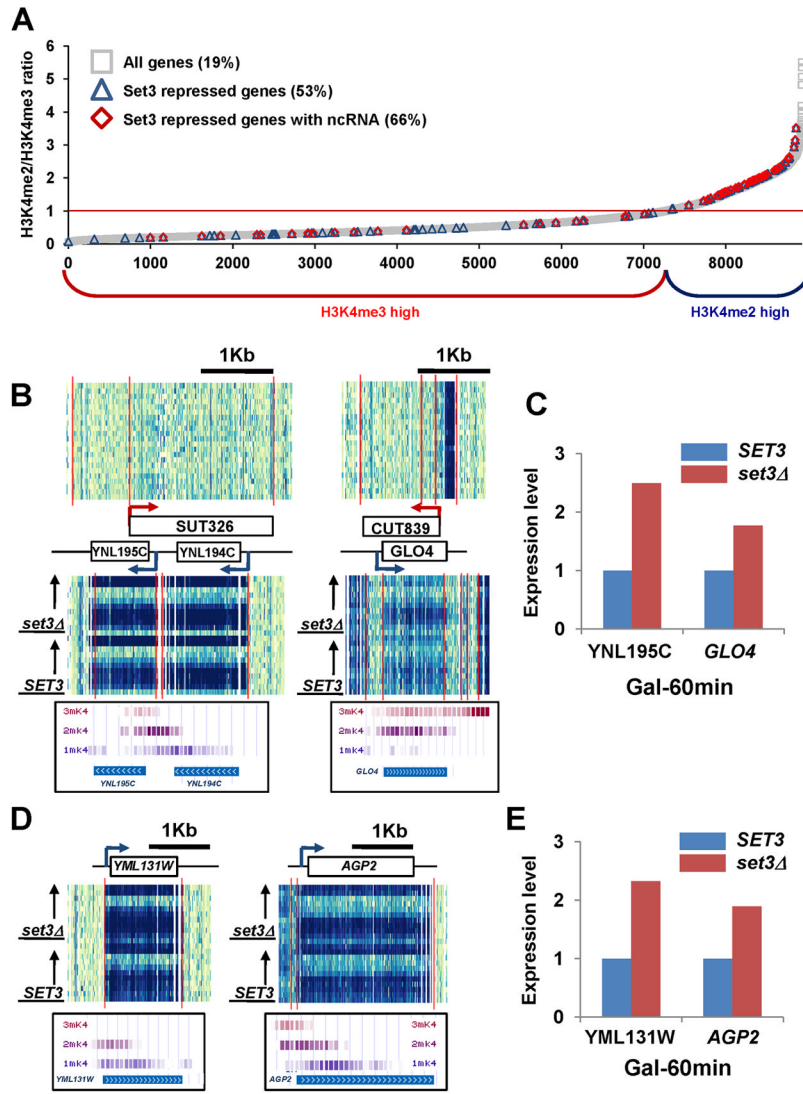 A
H3K4me2/H3K4me3 ratio
6
5
4
3
2
1
0
All genes (19%)
Set3 repressed genes (53%)
Set3 repressed genes with ncRNA (66%)
0 1000 2000 3000 4000 5000 6000 7000 8000
H3K4me3 high
H3K4me2 high
B
1Kb
1Kb
SUT326
YNL195C
YNL194C
CUT839
GLO4
set3Δ
SET3
set3Δ
SET3
3mK4
2mk4
1mk4
YNL195C
YNL194C
3mK4
2mk4
1mk4
GLO4
C
Expression level
3
2
1
0
SET3
set3Δ
YNL195C
GLO4
Gal-60min
D
1Kb
1Kb
YML131W
AGP2
set3Δ
SET3
set3Δ
SET3
3mK4
2mK4
1mK4
YML131W
3mK4
2mK4
1mK4
AGP2
E
Expression level
3
2
1
0
SET3
set3Δ
YML131W
AGP2
Gal-60min